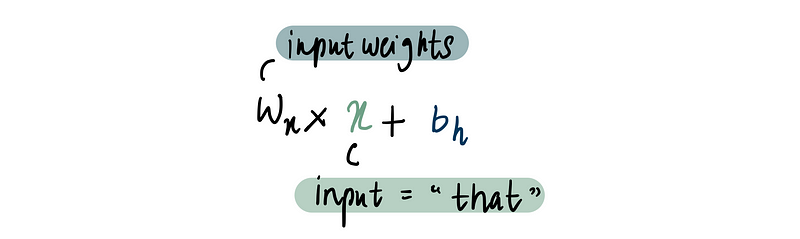 input weights
Wx × x + bh
input = "that"